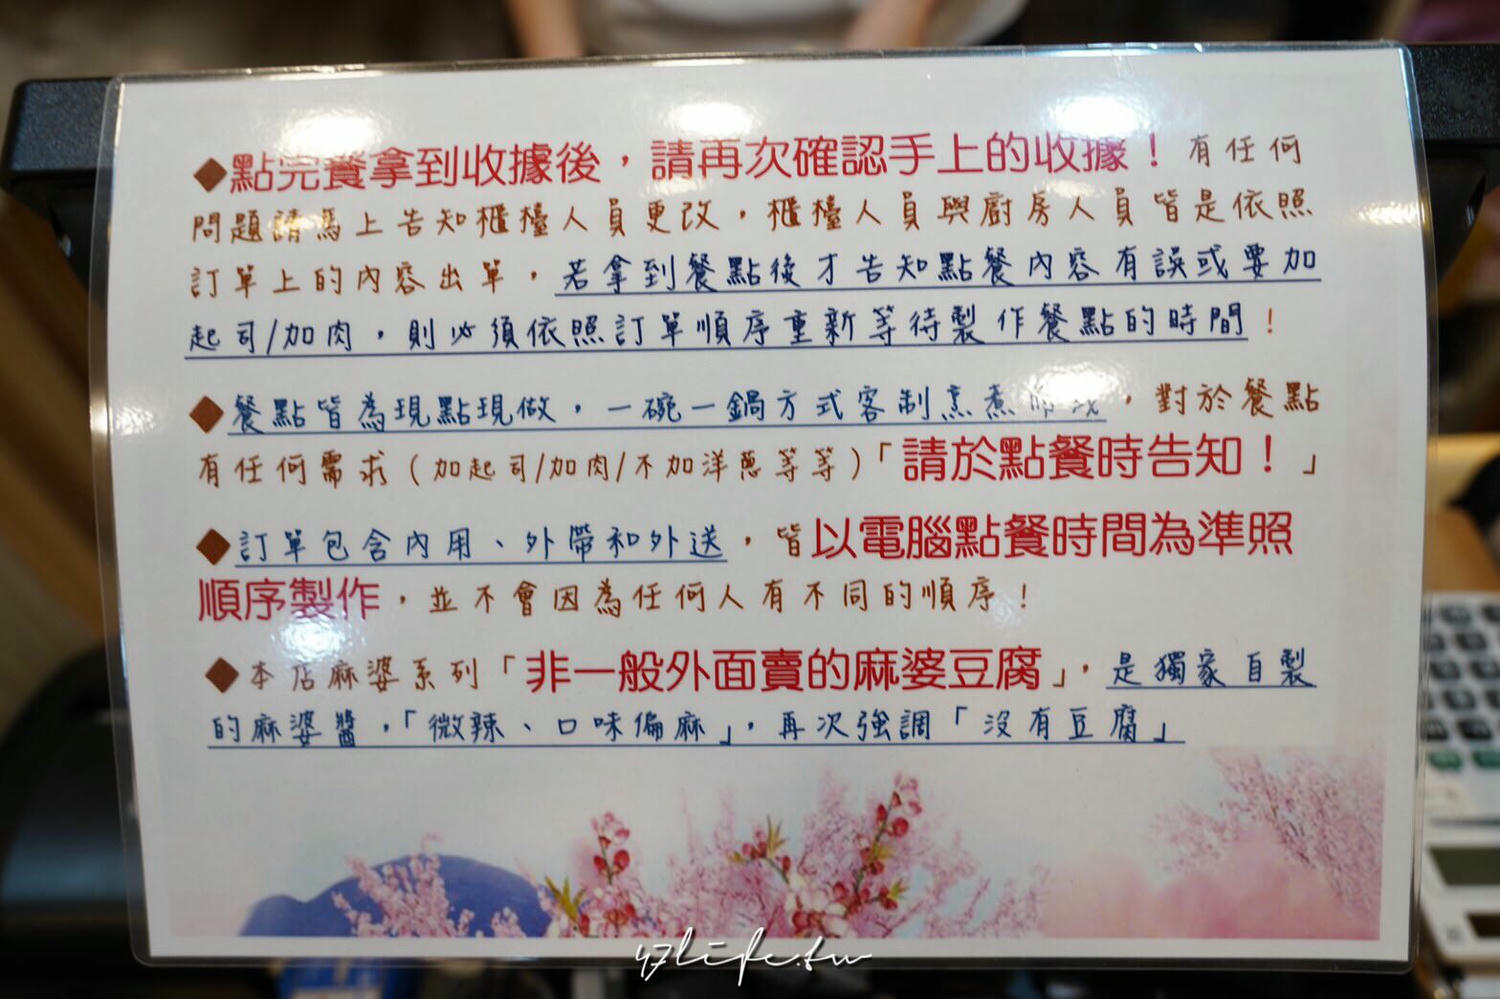 ◆點完餐拿到收據後，請再次確認手上的收據！有任何
問題請馬上告知櫃檯人員更改，櫃檯人員與廚房人員皆是依照
訂單上的內容出單，若拿到餐點後才告知點餐內容有誤或要加
起司/加肉，則必須依照訂單順序重新等待製作餐點的時間！
◆餐點皆為現點現做，一碗一鍋方式客制烹煮，對於餐點
有任何需求(加起司/加肉/不加洋蔥等等)「請於點餐時告知！」
◆訂單包含內用、外帶和外送，皆以電腦點餐時間為準照
順序製作，並不會因為任何人有不同的順序！
◆本店麻婆系列「非一般外面賣的麻婆豆腐」，是獨家自製
的麻婆醬，「微辣、口味偏麻」，再次強調「沒有豆腐」
47life.tw